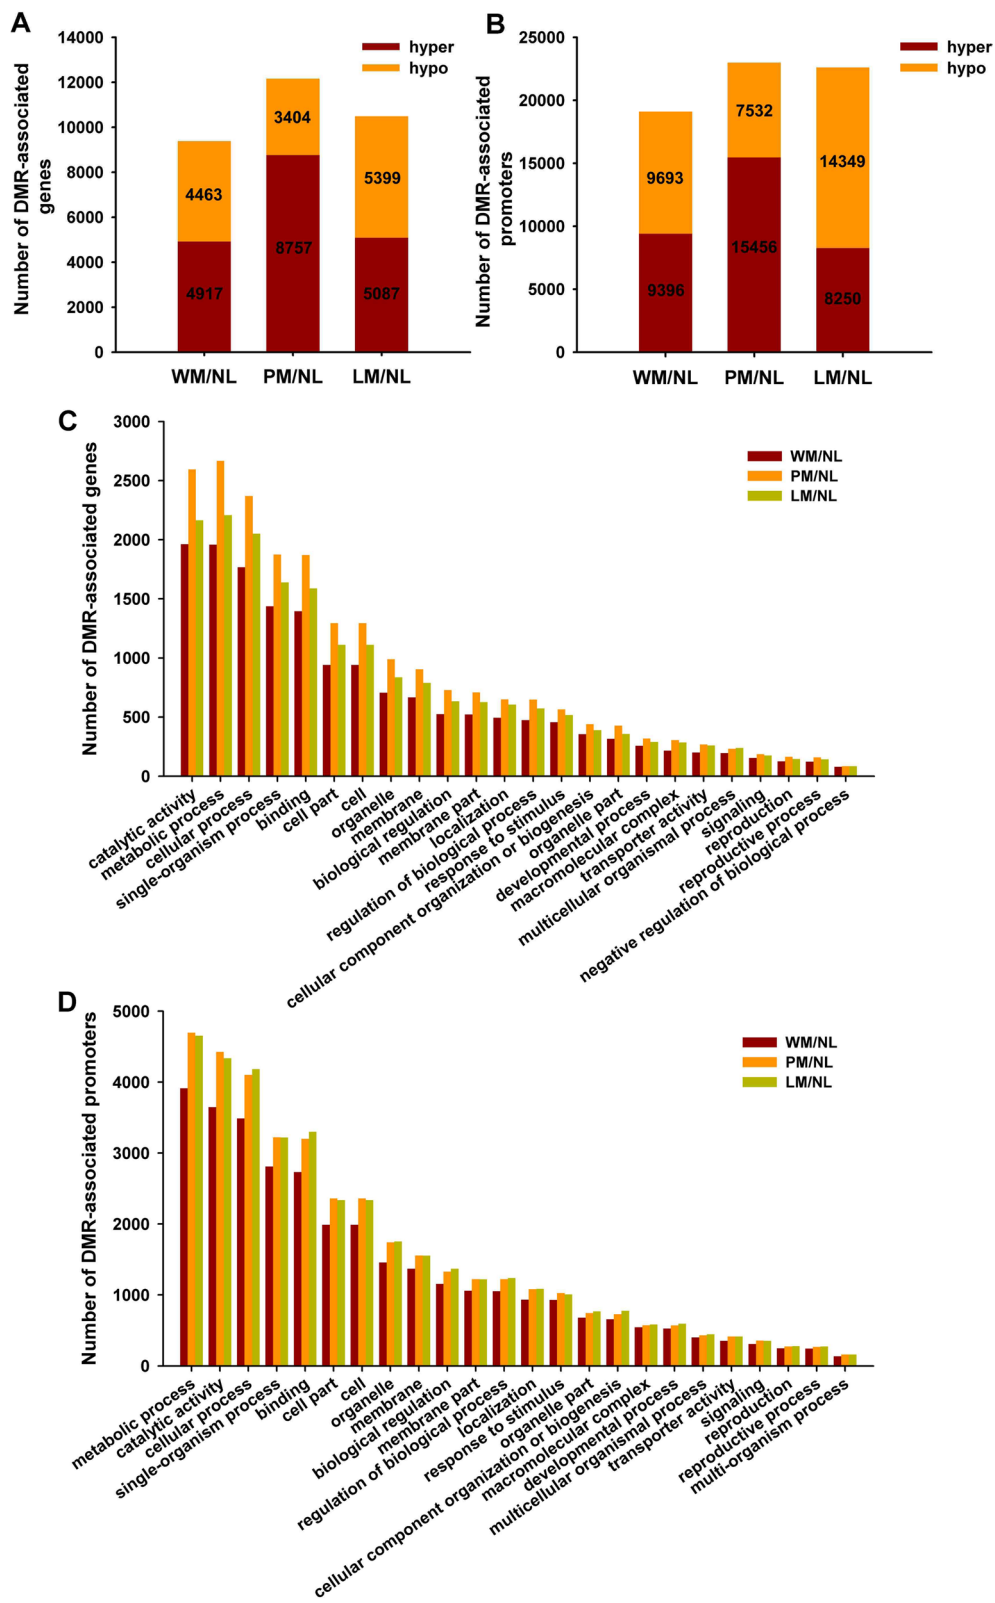 A
Number of DMR-associated
genes
14000
12000
10000
8000
6000
4000
2000
0
hyper
hypo
4463
4917
3404
8757
5399
5087
WM/NL
PM/NL
LM/NL
B
Number of DMR-associated
promoters
25000
20000
15000
10000
5000
0
hyper
hypo
9693
9396
7532
15456
14349
8250
WM/NL
PM/NL
LM/NL
C
Number of DMR-associated genes
3000
2500
2000
1500
1000
500
0
WM/NL
PM/NL
LM/NL
catalytic activity
metabolic process
cellular process
single-organism process
binding
cell part
cell
organelle
membrane
biological regulation
membrane part
localization
regulation of biological process
response to stimulus
cellular component organization or biogenesis
organelle part
developmental process
macromolecular complex
transporter activity
multicellular organismal process
signaling
reproduction
reproductive process
negative regulation of biological process
D
Number of DMR-associated promoters
5000
4000
3000
2000
1000
0
WM/NL
PM/NL
LM/NL
metabolic process
catalytic activity
cellular process
single-organism process
binding
cell part
cell
organelle
membrane
biological regulation
membrane part
regulation of biological process
localization
response to stimulus
organelle part
cellular component organization or biogenesis
macromolecular complex
developmental process
multicellular organismal process
transporter activity
signaling
reproduction
reproductive process
multi-organism process